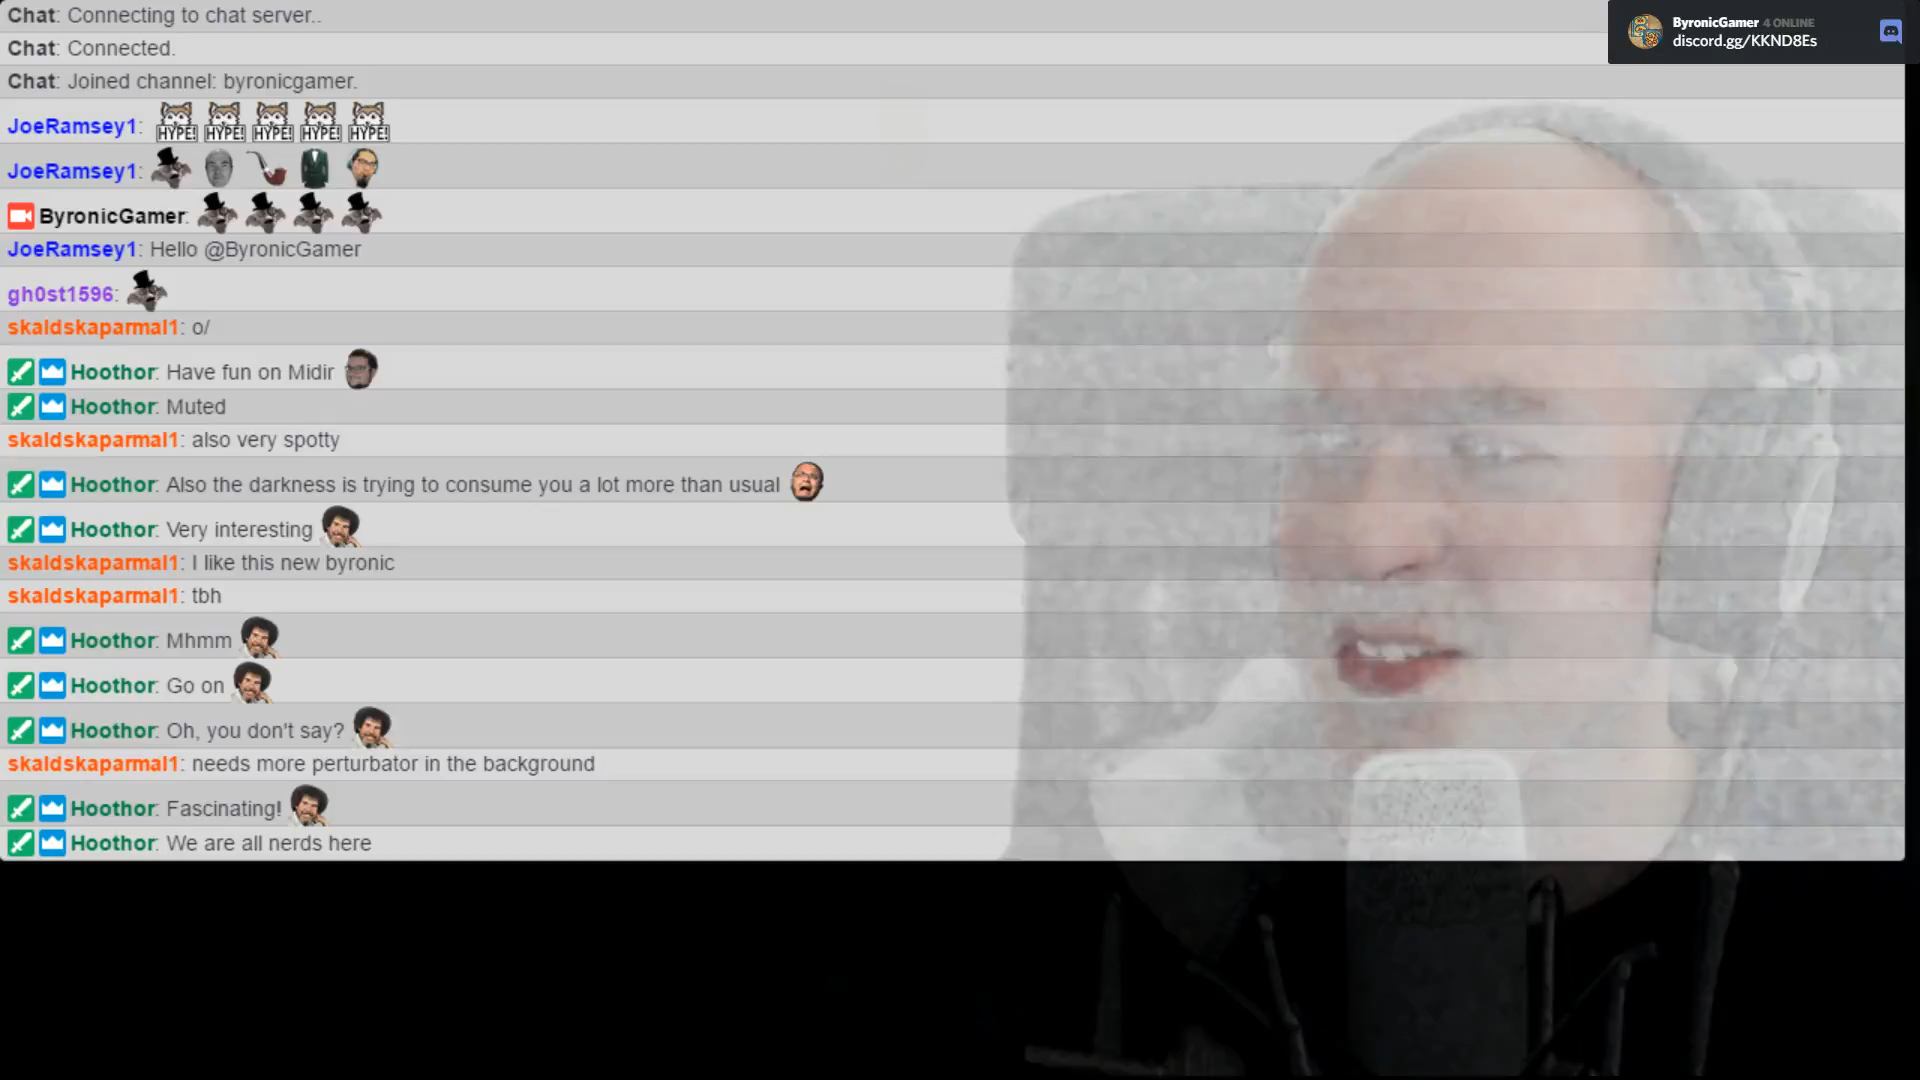 Chat: Connecting to chat server..
ByronicGamer 4 ONLINE
discord.gg/KKND8Es
Chat: Connected.
Chat: Joined channel: byronicgamer.
JoeRamsey1: HYPE! HYPE! HYPE! HYPE! HYPE!
JoeRamsey1:
ByronicGamer:
JoeRamsey1: Hello @ByronicGamer
gh0st1596:
skaldskaparmal1: o/
Hoothor: Have fun on Midir
Hoothor: Muted
skaldskaparmal1: also very spotty
Hoothor: Also the darkness is trying to consume you a lot more than usual
Hoothor: Very interesting
skaldskaparmal1: I like this new byronic
skaldskaparmal1: tbh
Hoothor: Mhmm
Hoothor: Go on
Hoothor: Oh, you don't say?
skaldskaparmal1: needs more perturbator in the background
Hoothor: Fascinating!
Hoothor: We are all nerds here